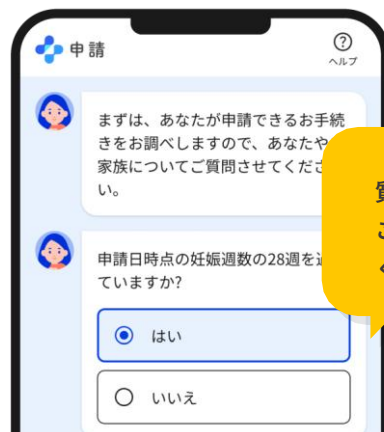 申請
ヘルプ
まずは、あなたが申請できるお手続
きをお調べしますので、あなたや
家族についてご質問させてくださ
い。
申請日時点の妊娠週数の28週を
ていますか?
はい
いいえ